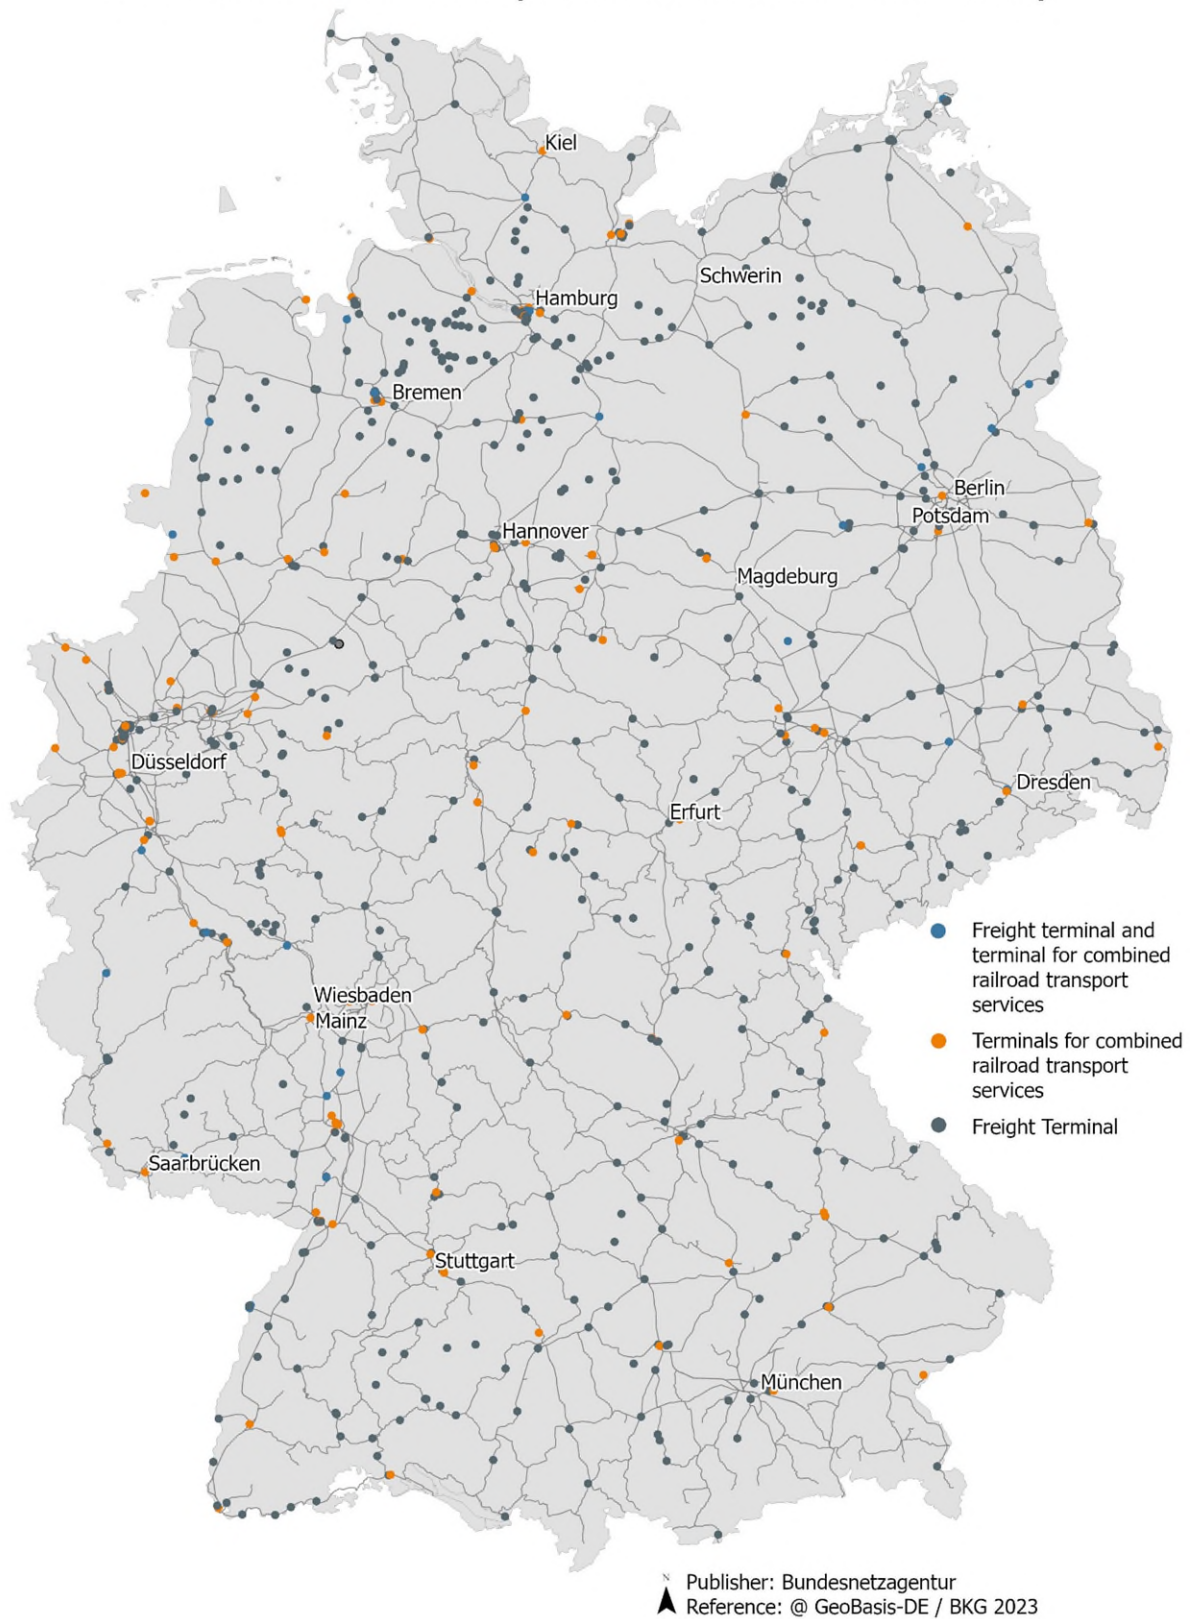 Kiel
Schwerin
Hamburg
Bremen
Berlin
Potsdam
Hannover
Magdeburg
Düsseldorf
Dresden
Erfurt
Freight terminal and
terminal for combined
railroad transport
services
Wiesbaden
Mainz
Terminals for combined
railroad transport
services
Freight Terminal
Saarbrücken
Stuttgart
München
N
Publisher: Bundesnetzagentur
Reference: @ GeoBasis-DE / BKG 2023